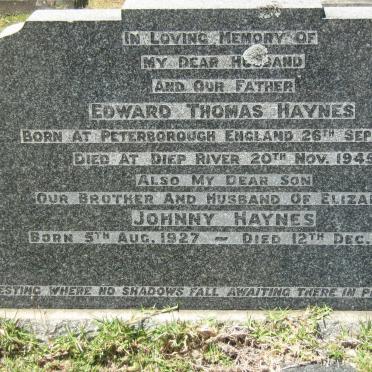 IN LOVING MEMORY OF
MY DEAR HUSBAND
AND OUR FATHER
EDWARD THOMAS HAYNES
BORN AT PETERBOROUGH ENGLAND 26TH SEP
DIED AT DIEP RIVER 20TH NOV. 1949
ALSO MY DEAR SON
OUR BROTHER AND HUSBAND OF ELIZA
JOHNNY HAYNES
BORN 5TH AUG. 1927 ~ DIED 12TH DEC.
ESTING WHERE NO SHADOWS FALL AWAITING THERE IN P